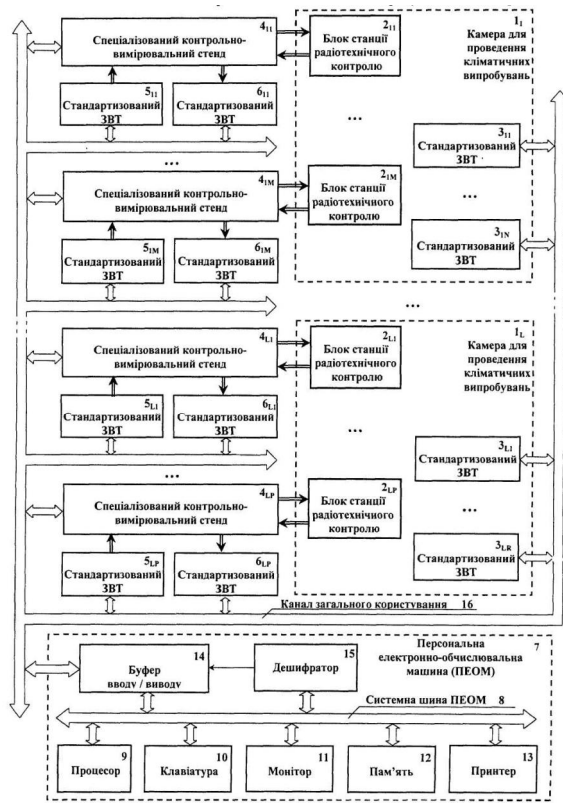 4₁₁
Спеціалізований контрольно-
вимірювальний стенд
2₁₁
Блок станції
радіотехнічного
контролю
1₁
Камера для
проведення
кліматичних
випробувань
5₁₁
Стандартизований
ЗВТ
6₁₁
Стандартизований
ЗВТ
...
3₁₁
Стандартизований
ЗВТ
...
4₁M
Спеціалізований контрольно-
вимірювальний стенд
2₁M
Блок станції
радіотехнічного
контролю
...
5₁M
Стандартизований
ЗВТ
6₁M
Стандартизований
ЗВТ
3₁N
Стандартизований
ЗВТ
...
4L1
Спеціалізований контрольно-
вимірювальний стенд
2L1
Блок станції
радіотехнічного
контролю
1L
Камера для
проведення
кліматичних
випробувань
5L1
Стандартизований
ЗВТ
6L1
Стандартизований
ЗВТ
...
3L1
Стандартизований
ЗВТ
...
4LP
Спеціалізований контрольно-
вимірювальний стенд
2LP
Блок станції
радіотехнічного
контролю
...
5LP
Стандартизований
ЗВТ
6LP
Стандартизований
ЗВТ
3LR
Стандартизований
ЗВТ
Канал загального користування 16
Персональна 7
електронно-обчислювальна
машина (ПЕОМ)
14
Буфер
вводу / виводу
15
Дешифратор
Системна шина ПЕОМ 8
9
Процесор
10
Клавіатура
11
Монітор
12
Пам’ять
13
Принтер